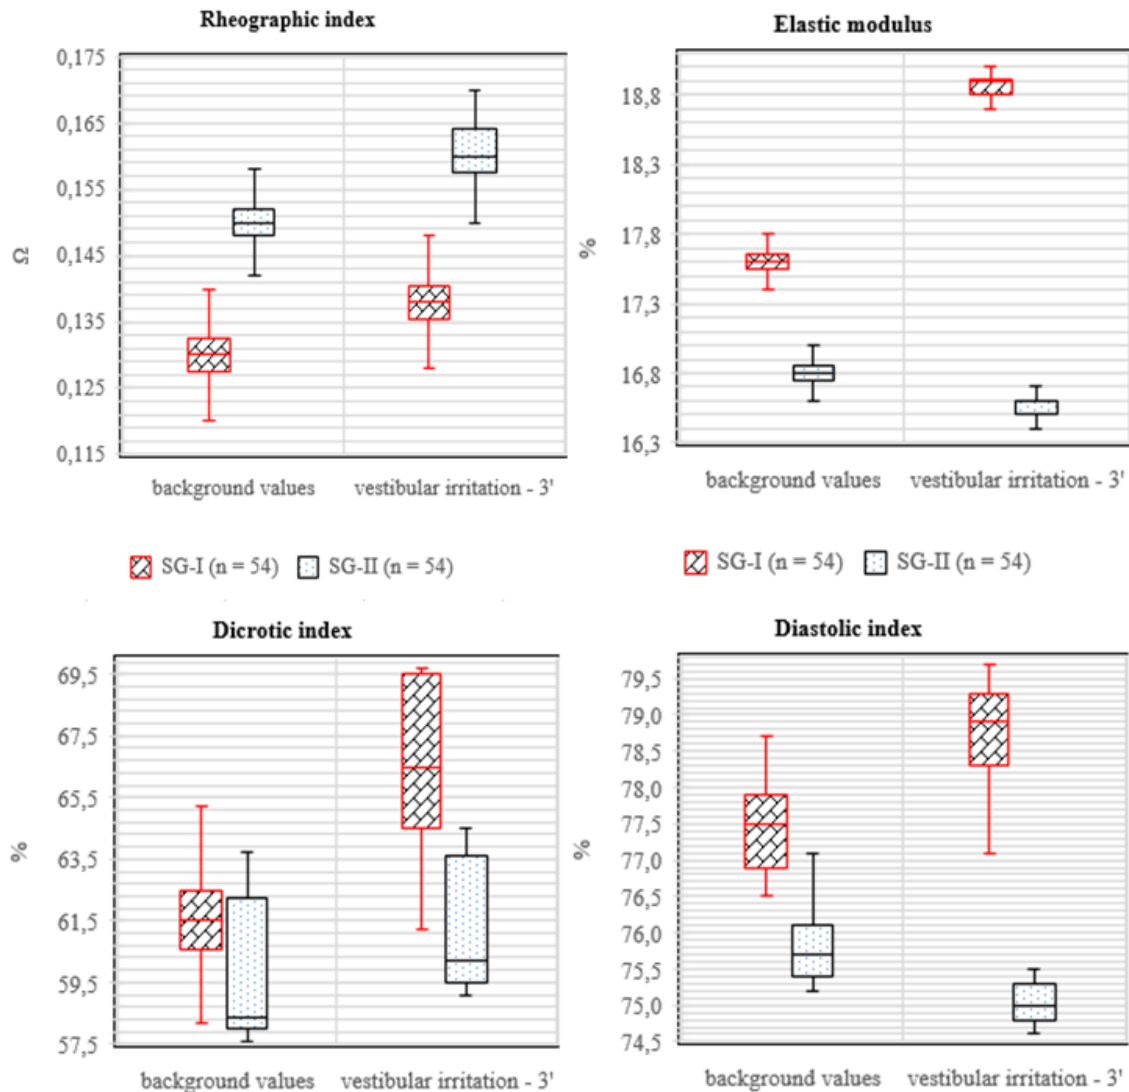 Rheographic index
0,175
0,165
0,155
0,145
0,135
0,125
0,115
Ω
background values
vestibular irritation - 3'
SG-I (n = 54)
SG-II (n = 54)
Elastic modulus
18,8
18,3
17,8
17,3
16,8
16,3
%
background values
vestibular irritation - 3'
SG-I (n = 54)
SG-II (n = 54)
Dicrotic index
69,5
67,5
65,5
63,5
61,5
59,5
57,5
%
background values
vestibular irritation - 3'
Diastolic index
79,5
79,0
78,5
78,0
77,5
77,0
76,5
76,0
75,5
75,0
74,5
%
background values
vestibular irritation - 3'